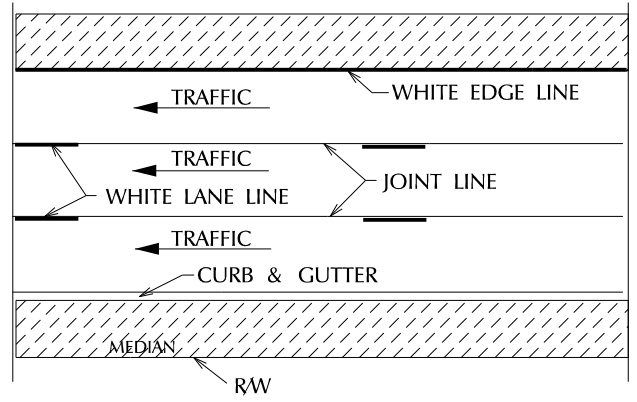 WHITE EDGE LINE
TRAFFIC
TRAFFIC
JOINT LINE
WHITE LANE LINE
TRAFFIC
CURB & GUTTER
MEDIAN
R/W